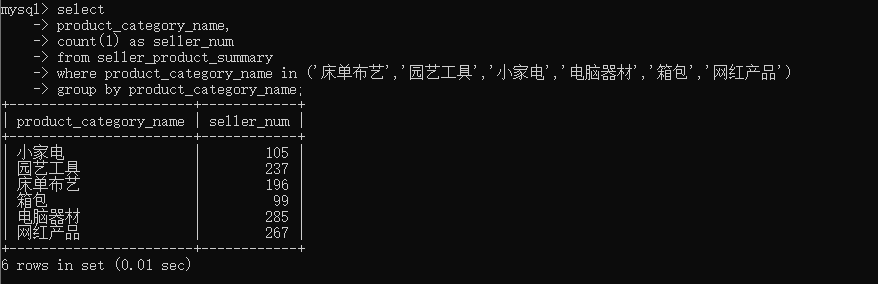 mysql> select
    -> product_category_name,
    -> count(1) as seller_num
    -> from seller_product_summary
    -> where product_category_name in ('床单布艺','园艺工具','小家电','电脑器材','箱包','网红产品')
    -> group by product_category_name;
+-----------------------+------------+
| product_category_name | seller_num |
+-----------------------+------------+
| 小家电 | 105 |
| 园艺工具 | 237 |
| 床单布艺 | 196 |
| 箱包 | 99 |
| 电脑器材 | 285 |
| 网红产品 | 267 |
+-----------------------+------------+
6 rows in set (0.01 sec)